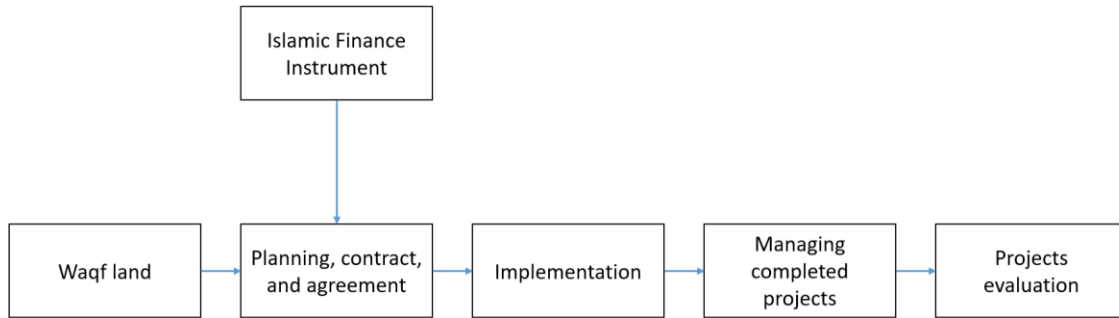 Islamic Finance
Instrument
Waqf land
Planning, contract,
and agreement
Implementation
Managing
completed
projects
Projects
evaluation